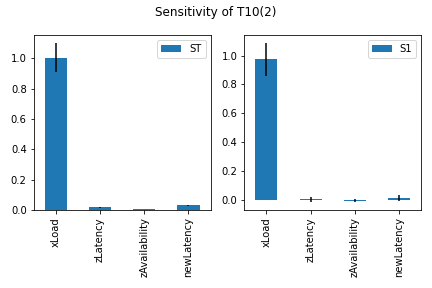 Sensitivity of T10(2)
ST
1.0
0.8
0.6
0.4
0.2
0.0
xLoad
zLatency
zAvailability
newLatency
S1
1.0
0.8
0.6
0.4
0.2
0.0
xLoad
zLatency
zAvailability
newLatency